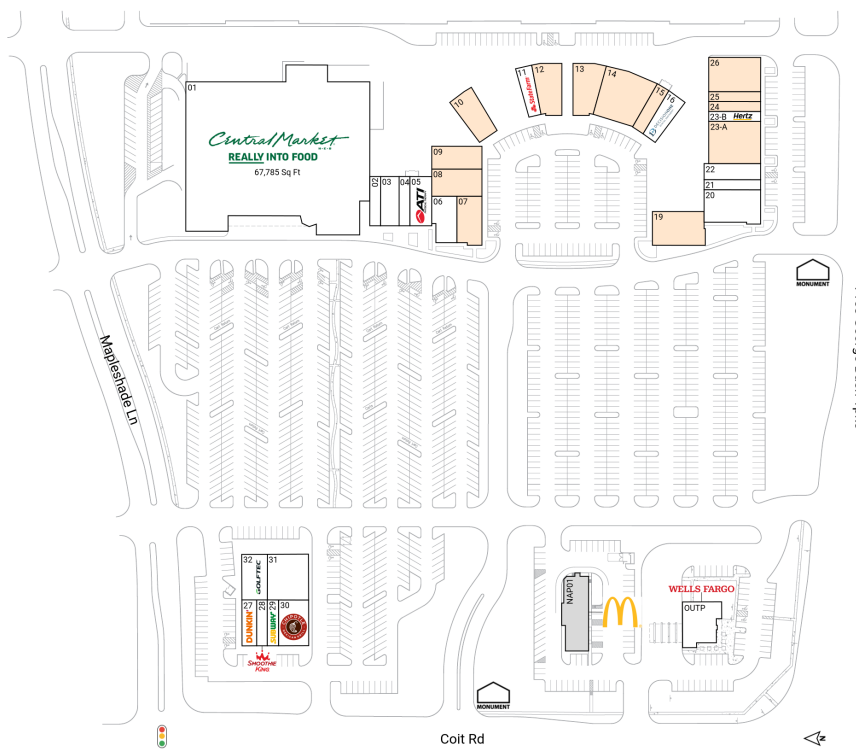 01
Central Market
H-E-B
REALLY INTO FOOD
67,785 Sq Ft
02
03
04
05
ATI
06
07
08
09
10
11
State Farm
12
13
14
15
16
26
25
24
23-B
Hertz
23-A
22
21
20
19
MONUMENT
Mapleshade Ln
32
GOLFTEC
31
27
DUNKIN'
28
29
SUBWAY
30
CHIPOTLE
SMOOTHIE
KING
NAP01
M
WELLS FARGO
OUTP
MONUMENT
Coit Rd
N